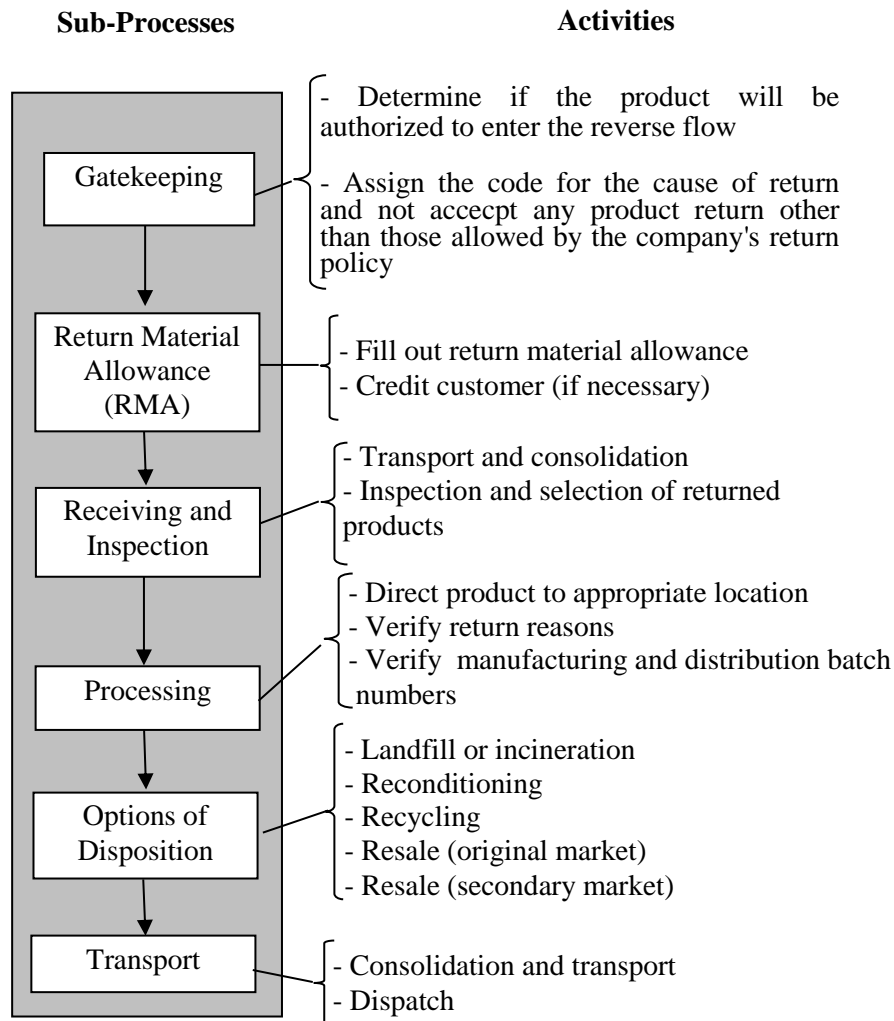 Sub-Processes
Activities
Gatekeeping
- Determine if the product will be
authorized to enter the reverse flow
- Assign the code for the cause of return
and not accecpt any product return other
than those allowed by the company's return
policy
Return Material
Allowance
(RMA)
- Fill out return material allowance
- Credit customer (if necessary)
Receiving and
Inspection
- Transport and consolidation
- Inspection and selection of returned
products
Processing
- Direct product to appropriate location
- Verify return reasons
- Verify manufacturing and distribution batch
numbers
Options of
Disposition
- Landfill or incineration
- Reconditioning
- Recycling
- Resale (original market)
- Resale (secondary market)
Transport
- Consolidation and transport
- Dispatch